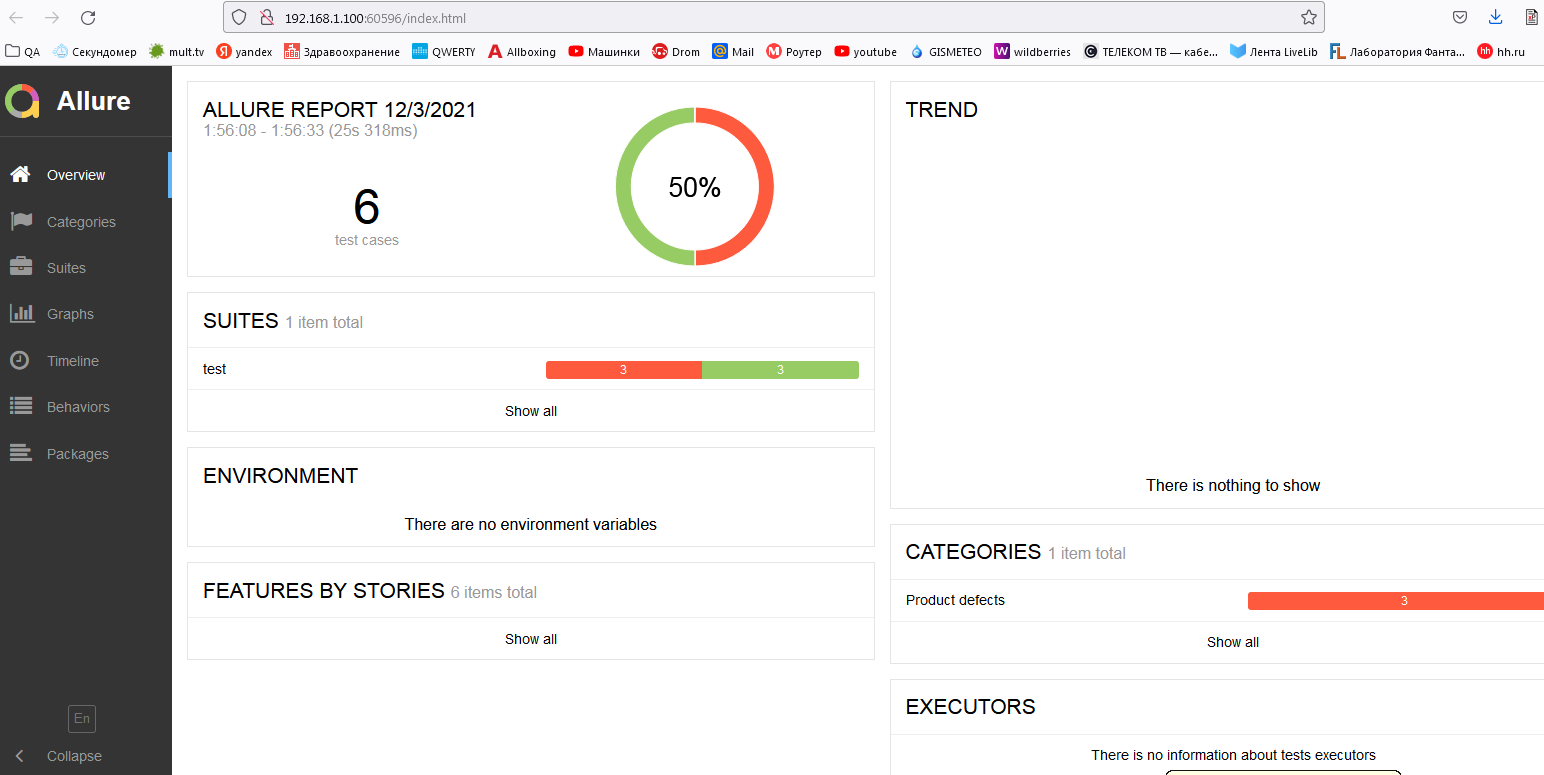 192.168.1.100:60596/index.html
QA Секундомер mult.tv yandex Здравоохранение QWERTY Allboxing Машинки Drom Mail Роутер youtube GISMETEO wildberries ТЕЛЕКОМ ТВ — кабе... Лента LiveLib Лаборатория Фанта... hh.ru
Allure
Overview
Categories
Suites
Graphs
Timeline
Behaviors
Packages
En
Collapse
ALLURE REPORT 12/3/2021
1:56:08 - 1:56:33 (25s 318ms)
6
test cases
50%
SUITES 1 item total
test 3 3
Show all
ENVIRONMENT
There are no environment variables
FEATURES BY STORIES 6 items total
Show all
TREND
There is nothing to show
CATEGORIES 1 item total
Product defects 3
Show all
EXECUTORS
There is no information about tests executors